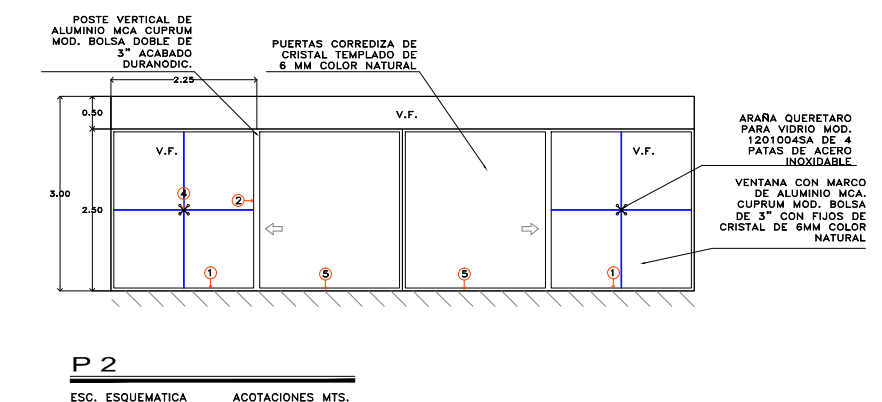 POSTE VERTICAL DE
ALUMINIO MCA CUPRUM
MOD. BOLSA DOBLE DE
3" ACABADO
DURANODIC.
PUERTAS CORREDIZA DE
CRISTAL TEMPLADO DE
6 MM COLOR NATURAL
2.25
0.50
V.F.
ARAÑA QUERETARO
PARA VIDRIO MOD.
1201004SA DE 4
PATAS DE ACERO
INOXIDABLE
V.F.
V.F.
VENTANA CON MARCO
DE ALUMINIO MCA.
CUPRUM MOD. BOLSA
DE 3" CON FIJOS DE
CRISTAL DE 6MM COLOR
NATURAL
3.00
4
2
2.50
1
5
5
1
P 2
ESC. ESQUEMATICA
ACOTACIONES MTS.